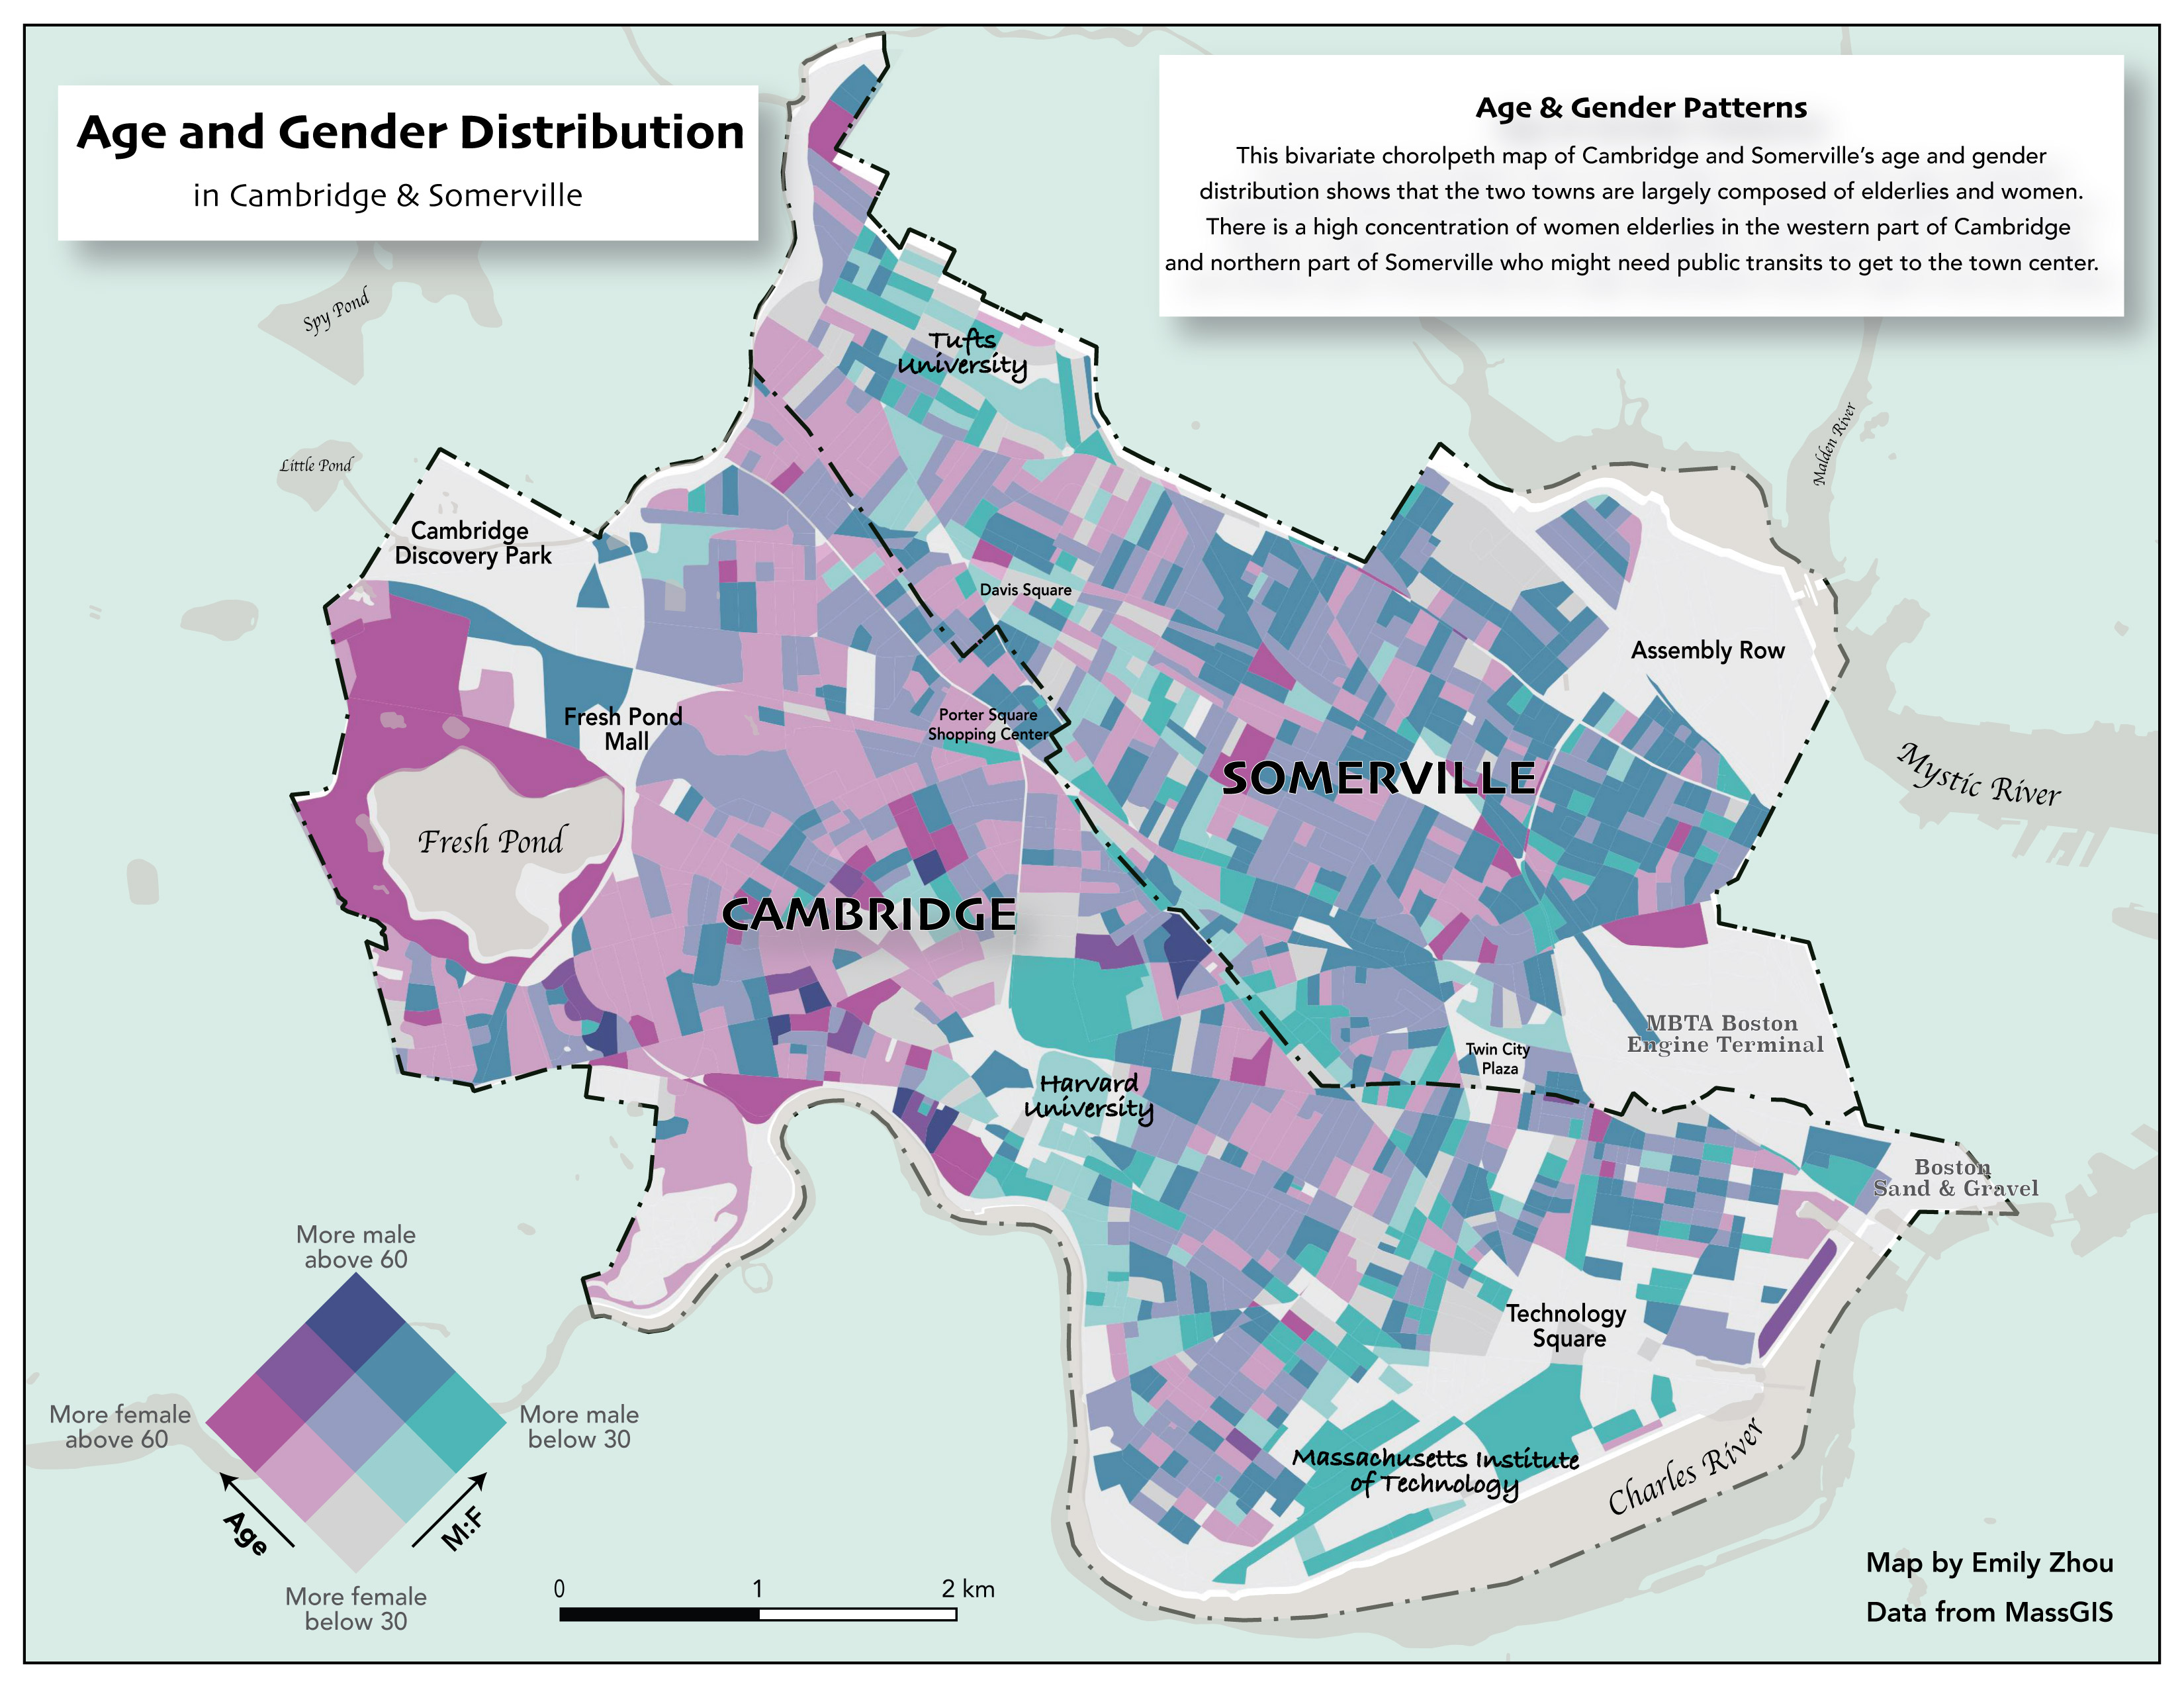 Age and Gender Distribution
in Cambridge & Somerville
Age & Gender Patterns
This bivariate chorolpeth map of Cambridge and Somerville's age and gender
distribution shows that the two towns are largely composed of elderlies and women.
There is a high concentration of women elderlies in the western part of Cambridge
and northern part of Somerville who might need public transits to get to the town center.
Spy Pond
Tufts
University
Little Pond
Malden River
Cambridge
Discovery Park
Davis Square
Assembly Row
Fresh Pond
Mall
Porter Square
Shopping Center
SOMERVILLE
Mystic River
Fresh Pond
CAMBRIDGE
MBTA Boston
Engine Terminal
Twin City
Plaza
Harvard
University
Boston
Sand & Gravel
Technology
Square
Massachusetts Institute
of Technology
Charles River
More male
above 60
More female
above 60
More male
below 30
Age
M:F
More female
below 30
0 1 2 km
Map by Emily Zhou
Data from MassGIS